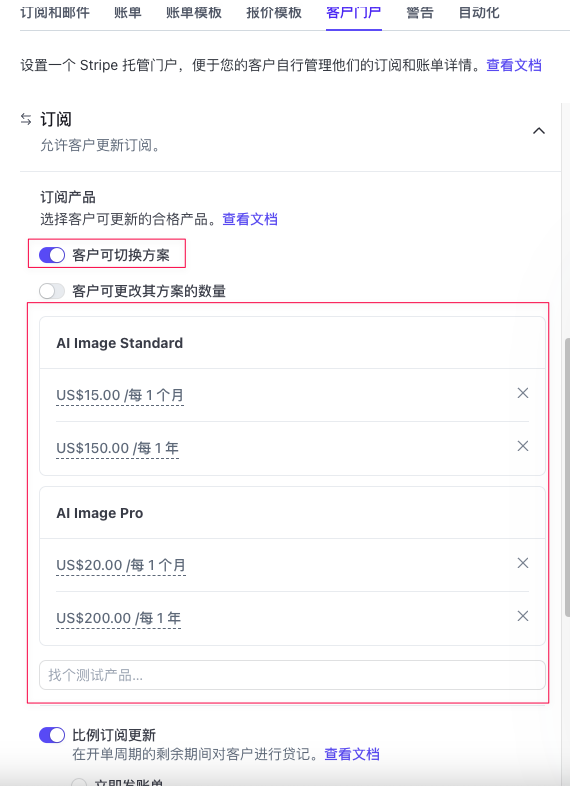 订阅和邮件 账单 账单模板 报价模板 客户门户 警告 自动化
设置一个 Stripe 托管门户，便于您的客户自行管理他们的订阅和账单详情。查看文档
订阅
允许客户更新订阅。
订阅产品
选择客户可更新的合格产品。查看文档
客户可切换方案
客户可更改其方案的数量
AI Image Standard
US$15.00 /每 1 个月
US$150.00 /每 1 年
AI Image Pro
US$20.00 /每 1 个月
US$200.00 /每 1 年
找个测试产品...
比例订阅更新
在开单周期的剩余期间对客户进行贷记。查看文档
立即发账单